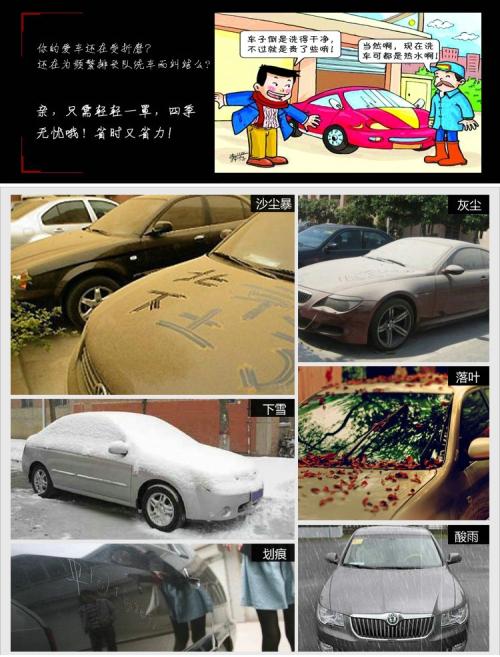 你的爱车还在受折磨?
还在为频繁排长队洗车而纠结么?
亲，只需轻轻一罩，四季
无忧哦! 省时又省力!
车子倒是洗得干净，
不过就是贵了些哟!
当然啊，现在洗
车可都是热水啊!
沙尘暴
灰尘
下雪
落叶
划痕
酸雨